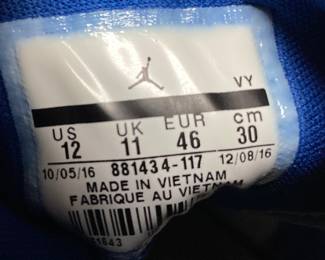 VY
US UK EUR cm
12 11 46 30
10/05/16 881434-117 12/08/16
MADE IN VIETNAM
FABRIQUE AU VIETNAM